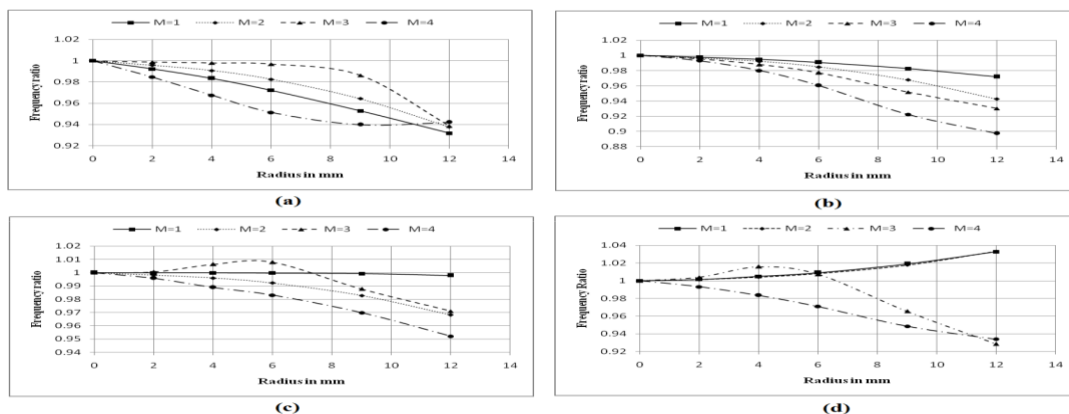 M=1 M=2 M=3 M=4
1.02
1
0.98
0.96
0.94
0.92
Frequency ratio
0 2 4 6 8 10 12 14
Radius in mm
(a)
M=1 M=2 M=3 M=4
1.02
1
0.98
0.96
0.94
0.92
0.9
0.88
Frequency ratio
0 2 4 6 8 10 12 14
Radius in mm
(b)
M=1 M=2 M=3 M=4
1.02
1.01
1
0.99
0.98
0.97
0.96
0.95
0.94
Frequency ratio
0 2 4 6 8 10 12 14
Radius in mm
(c)
M=1 M=2 M=3 M=4
1.04
1.02
1
0.98
0.96
0.94
0.92
Frequency Ratio
0 2 4 6 8 10 12 14
Radius in mm
(d)